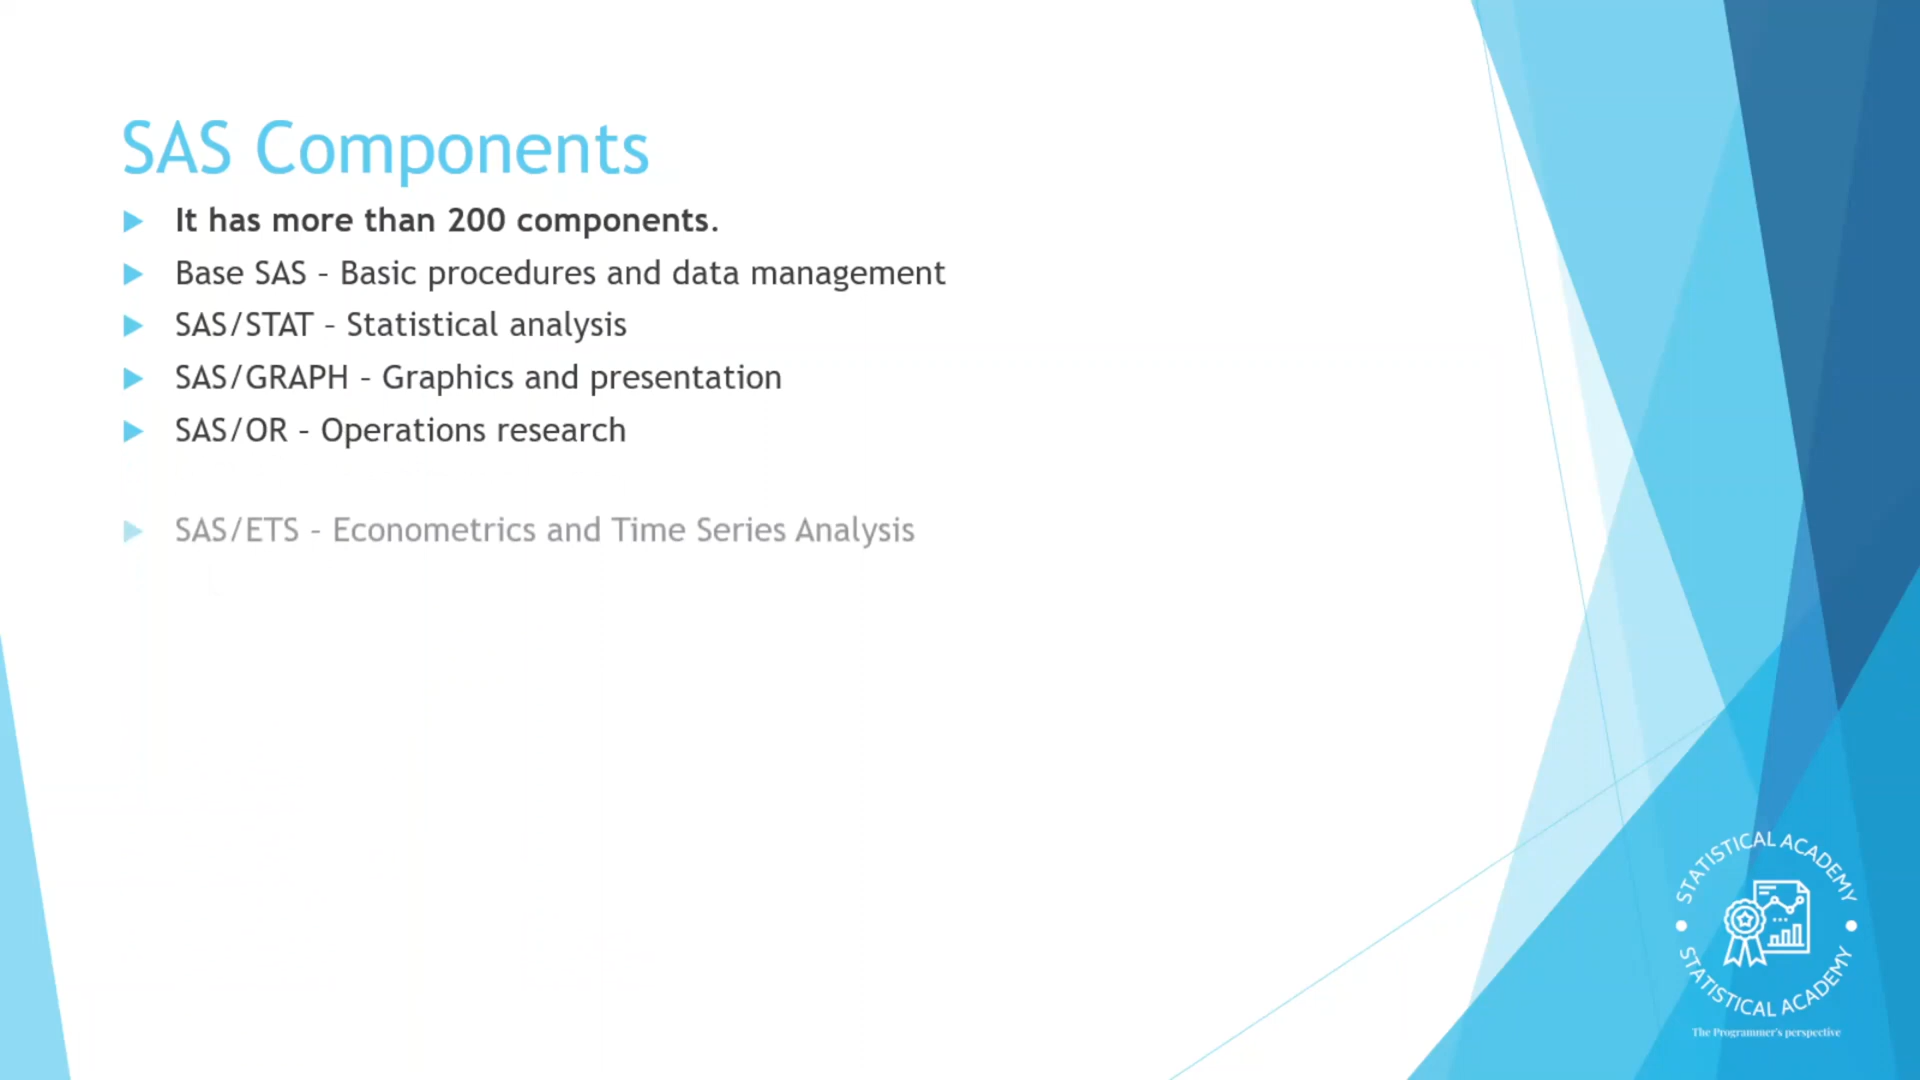 SAS Components
It has more than 200 components.
Base SAS – Basic procedures and data management
SAS/STAT – Statistical analysis
SAS/GRAPH – Graphics and presentation
SAS/OR – Operations research
SAS/ETS – Econometrics and Time Series Analysis
STATISTICAL ACADEMY
STATISTICAL ACADEMY
The Programmer's perspective